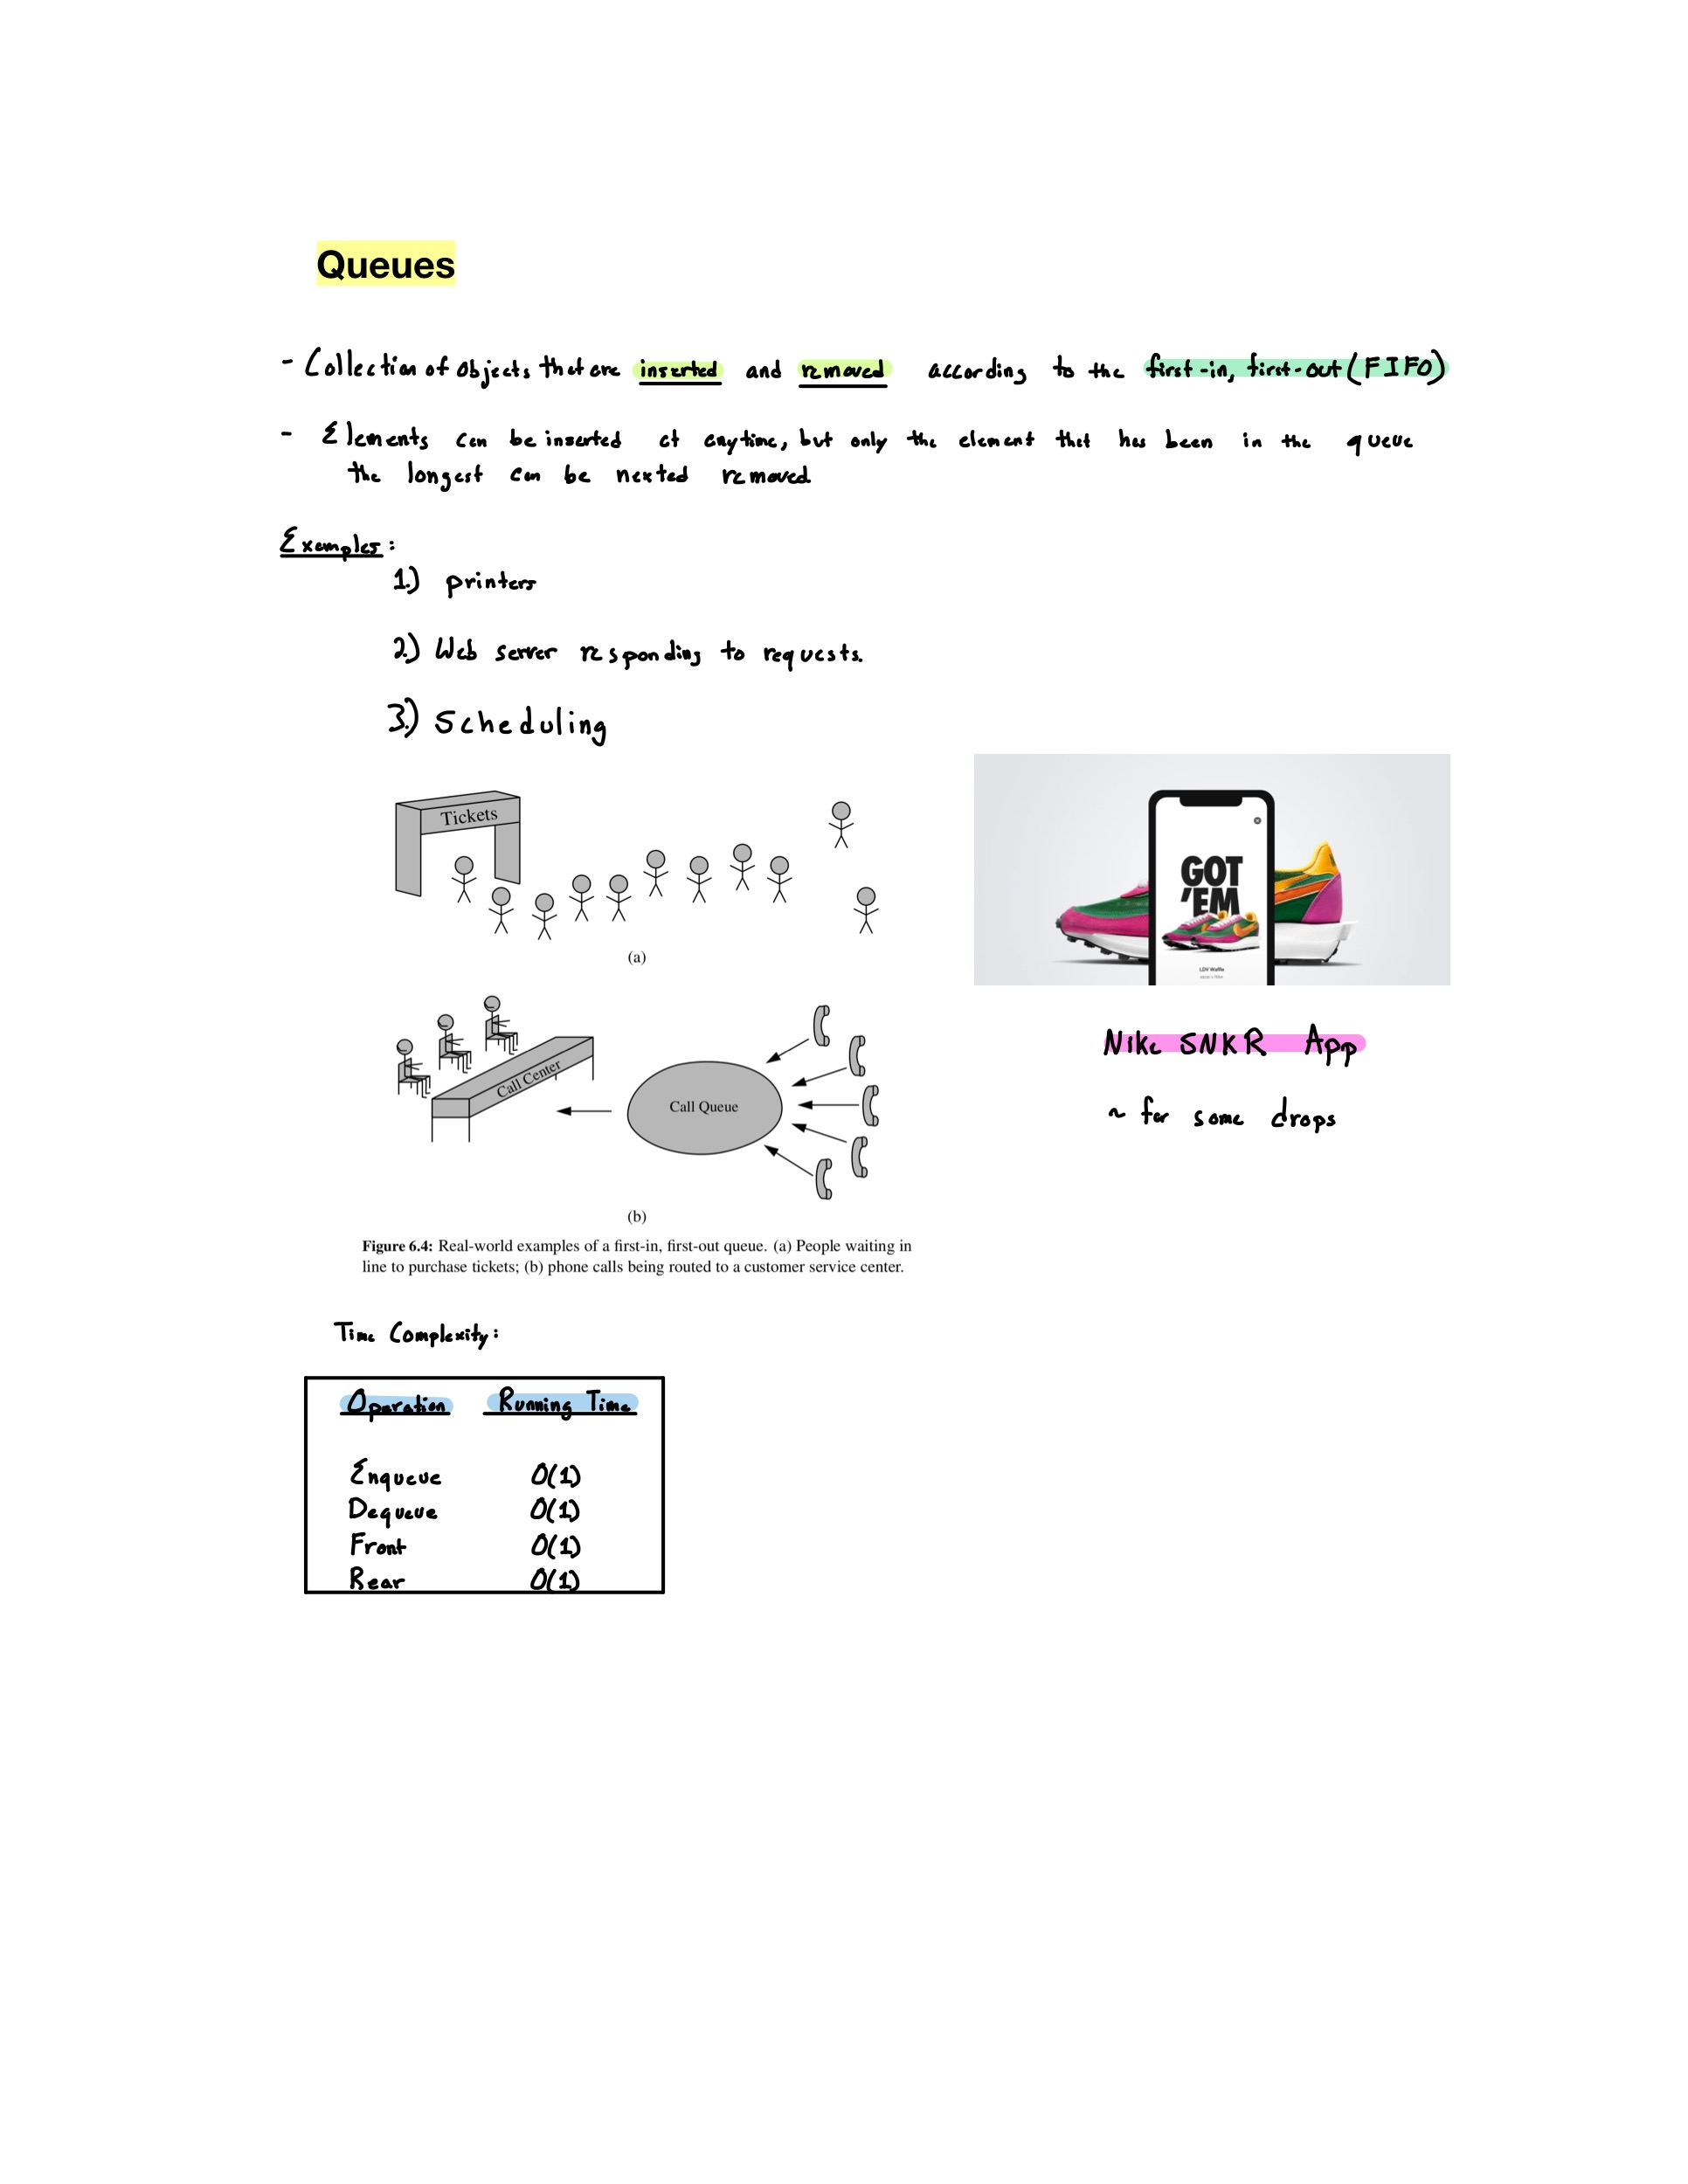 Queues
- Collection of objects that are inserted and removed according to the first-in, first-out (FIFO)
- Elements can be inserted at anytime, but only the element that has been in the queue
the longest can be nexted removed
Examples:
1.) printers
2.) Web server responding to requests.
3.) Scheduling
Tickets
(a)
GOT
'EM
LDV Waffle
Call Center
Call Queue
(b)
Nike SNKR App
~ for some drops
Figure 6.4: Real-world examples of a first-in, first-out queue. (a) People waiting in
line to purchase tickets; (b) phone calls being routed to a customer service center.
Time Complexity:
Operation Running Time
Enqueue O(1)
Dequeue O(1)
Front O(1)
Rear O(1)